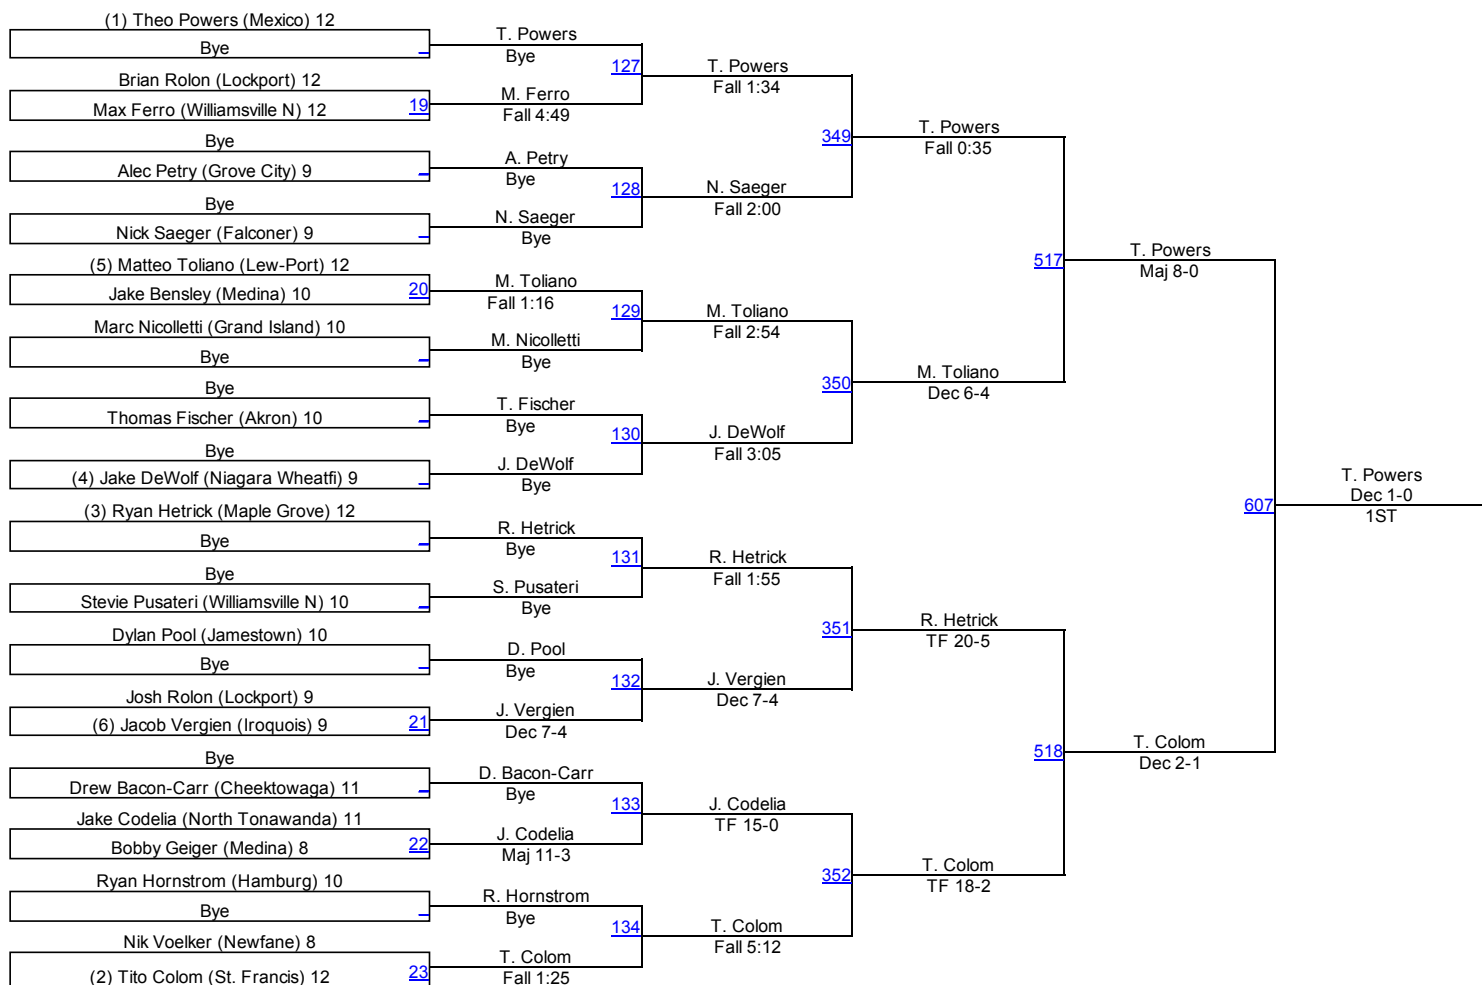 (1) Theo Powers (Mexico) 12
Bye
Brian Rolon (Lockport) 12
Max Ferro (Williamsville N) 12 19
Bye
Alec Petry (Grove City) 9
Bye
Nick Saeger (Falconer) 9
(5) Matteo Toliano (Lew-Port) 12
Jake Bensley (Medina) 10 20
Marc Nicolletti (Grand Island) 10
Bye
Bye
Thomas Fischer (Akron) 10
Bye
(4) Jake DeWolf (Niagara Wheatfi) 9
(3) Ryan Hetrick (Maple Grove) 12
Bye
Bye
Stevie Pusateri (Williamsville N) 10
Dylan Pool (Jamestown) 10
Bye
Josh Rolon (Lockport) 9
(6) Jacob Vergien (Iroquois) 9 21
Bye
Drew Bacon-Carr (Cheektowaga) 11
Jake Codelia (North Tonawanda) 11
Bobby Geiger (Medina) 8 22
Ryan Hornstrom (Hamburg) 10
Bye
Nik Voelker (Newfane) 8
(2) Tito Colom (St. Francis) 12 23
T. Powers
Bye
127
M. Ferro
Fall 4:49
A. Petry
Bye
128
N. Saeger
Bye
M. Toliano
Fall 1:16
129
M. Nicolletti
Bye
T. Fischer
Bye
130
J. DeWolf
Bye
R. Hetrick
Bye
131
S. Pusateri
Bye
D. Pool
Bye
132
J. Vergien
Dec 7-4
D. Bacon-Carr
Bye
133
J. Codelia
Maj 11-3
R. Hornstrom
Bye
134
T. Colom
Fall 1:25
T. Powers
Fall 1:34
349
N. Saeger
Fall 2:00
M. Toliano
Fall 2:54
350
J. DeWolf
Fall 3:05
R. Hetrick
Fall 1:55
351
J. Vergien
Dec 7-4
J. Codelia
TF 15-0
352
T. Colom
Fall 5:12
T. Powers
Fall 0:35
517
M. Toliano
Dec 6-4
R. Hetrick
TF 20-5
518
T. Colom
TF 18-2
T. Powers
Maj 8-0
607
T. Colom
Dec 2-1
T. Powers
Dec 1-0
1ST